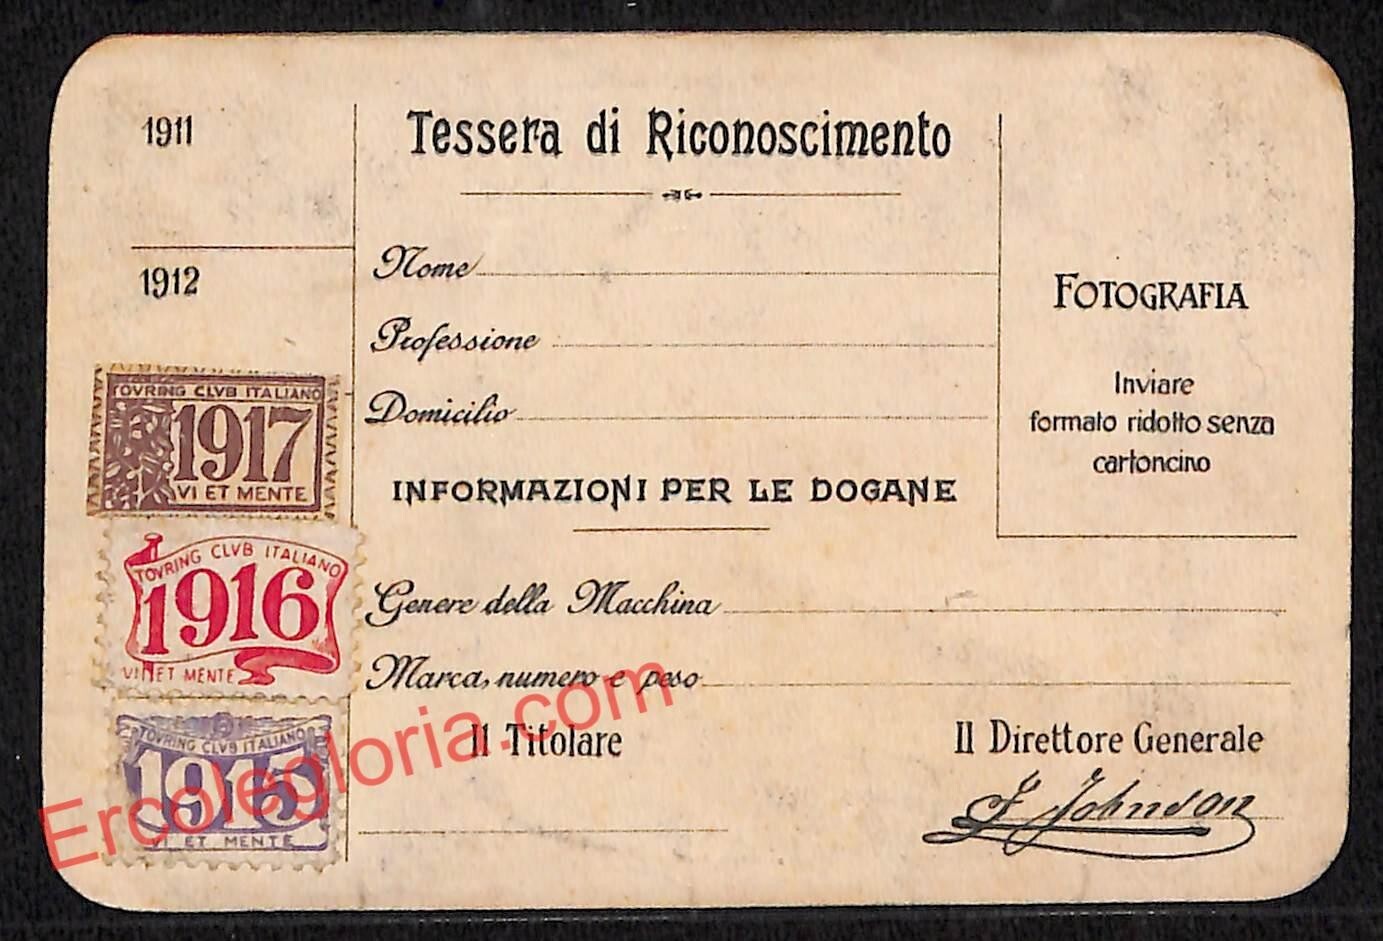 1911
1912
TOVRING CLVB ITALIANO
1917
VI ET MENTE
TOVRING CLVB ITALIANO
1916
VI ET MENTE
TOVRING CLVB ITALIANO
1915
VI ET MENTE
Tessera di Riconoscimento
Nome
Professione
Domicilio
INFORMAZIONI PER LE DOGANE
Genere della Macchina
Marca, numero e peso
Il Titolare
FOTOGRAFIA
Inviare
formato ridotto senza
cartoncino
Il Direttore Generale
F. Johnson
Ercolegloria.com